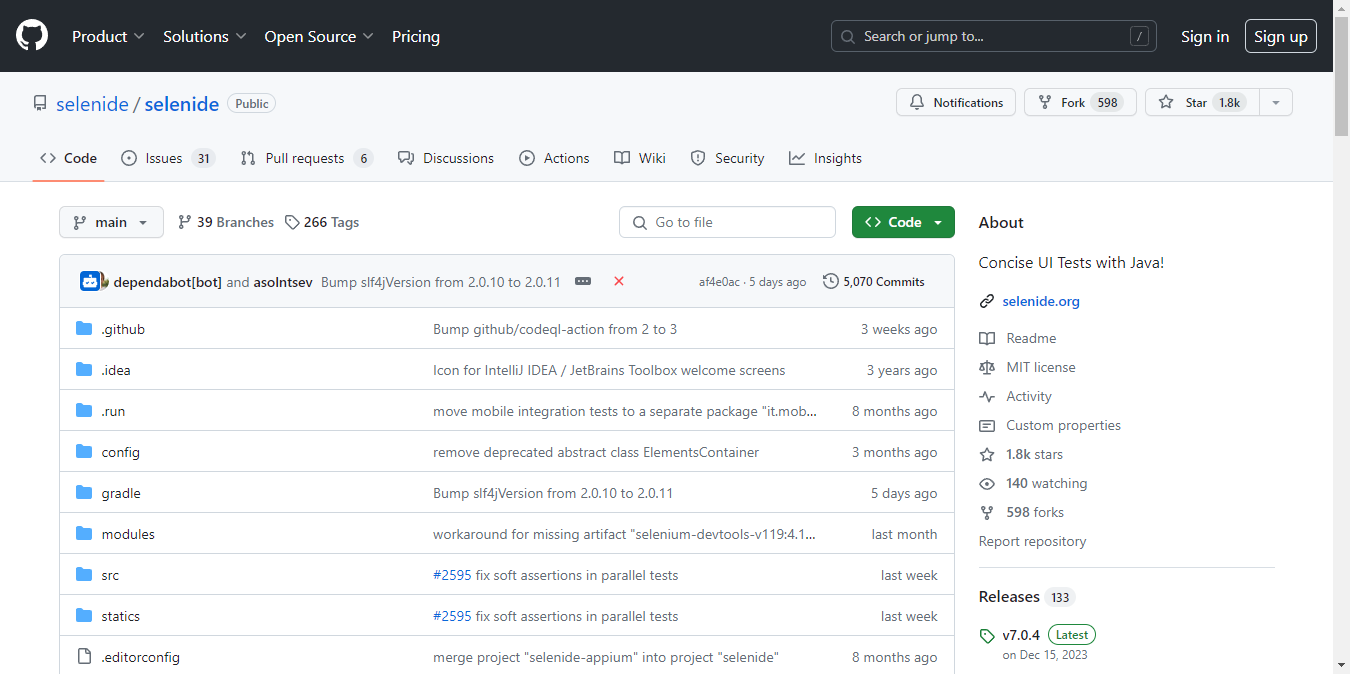 Product Solutions Open Source Pricing Search or jump to... / Sign in Sign up
selenide / selenide Public Notifications Fork 598 Star 1.8k
Code Issues 31 Pull requests 6 Discussions Actions Wiki Security Insights
main 39 Branches 266 Tags Go to file Code
dependabot[bot] and asolntsev Bump slf4jVersion from 2.0.10 to 2.0.11 af4e0ac · 5 days ago 5,070 Commits
.github Bump github/codeql-action from 2 to 3 3 weeks ago
.idea Icon for IntelliJ IDEA / JetBrains Toolbox welcome screens 3 years ago
.run move mobile integration tests to a separate package "it.mob... 8 months ago
config remove deprecated abstract class ElementsContainer 3 months ago
gradle Bump slf4jVersion from 2.0.10 to 2.0.11 5 days ago
modules workaround for missing artifact "selenium-devtools-v119:4.1... last month
src #2595 fix soft assertions in parallel tests last week
statics #2595 fix soft assertions in parallel tests last week
.editorconfig merge project "selenide-appium" into project "selenide" 8 months ago
About
Concise UI Tests with Java!
selenide.org
Readme
MIT license
Activity
Custom properties
1.8k stars
140 watching
598 forks
Report repository
Releases 133
v7.0.4 Latest
on Dec 15, 2023